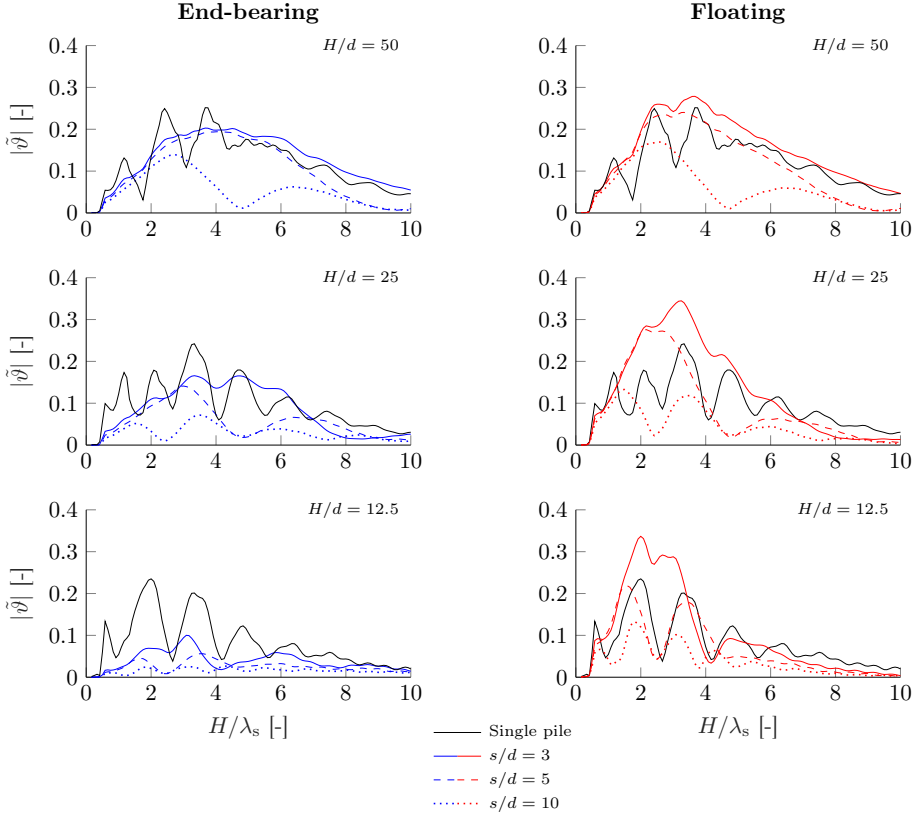 End-bearing Floating
H/d = 50 H/d = 50
0.4 0.4
0.3 0.3
0.2 0.2
0.1 0.1
0 0
|ϑ̃| [-]
0 2 4 6 8 10 0 2 4 6 8 10
H/d = 25 H/d = 25
0.4 0.4
0.3 0.3
0.2 0.2
0.1 0.1
0 0
|ϑ̃| [-]
0 2 4 6 8 10 0 2 4 6 8 10
H/d = 12.5 H/d = 12.5
0.4 0.4
0.3 0.3
0.2 0.2
0.1 0.1
0 0
|ϑ̃| [-]
0 2 4 6 8 10 0 2 4 6 8 10
H/λs [-] H/λs [-]
Single pile
s/d = 3
s/d = 5
s/d = 10